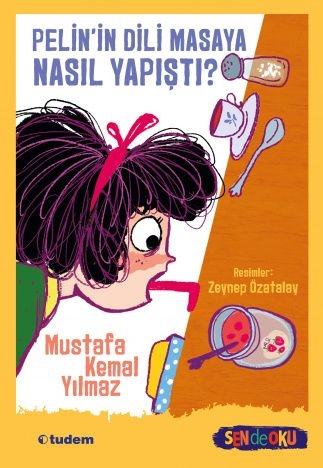 PELİN'İN DİLİ MASAYA
NASIL YAPIŞTI?
Resimler:
Zeynep Özatalay
Mustafa
Kemal
Yılmaz
tudem
SEN de OKU